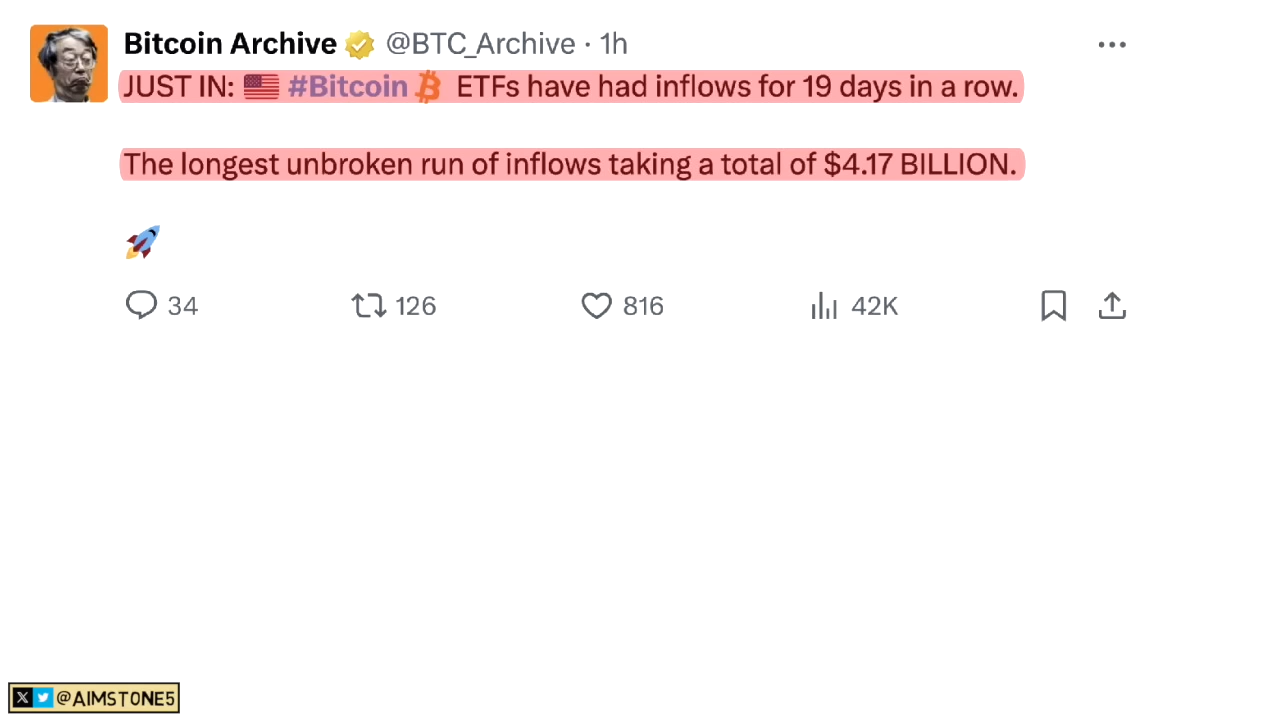 Bitcoin Archive @BTC_Archive · 1h
JUST IN: 🇺🇸 #Bitcoin ETFs have had inflows for 19 days in a row.
The longest unbroken run of inflows taking a total of $4.17 BILLION.
🚀
34 126 816 42K
@AIMSTONE5